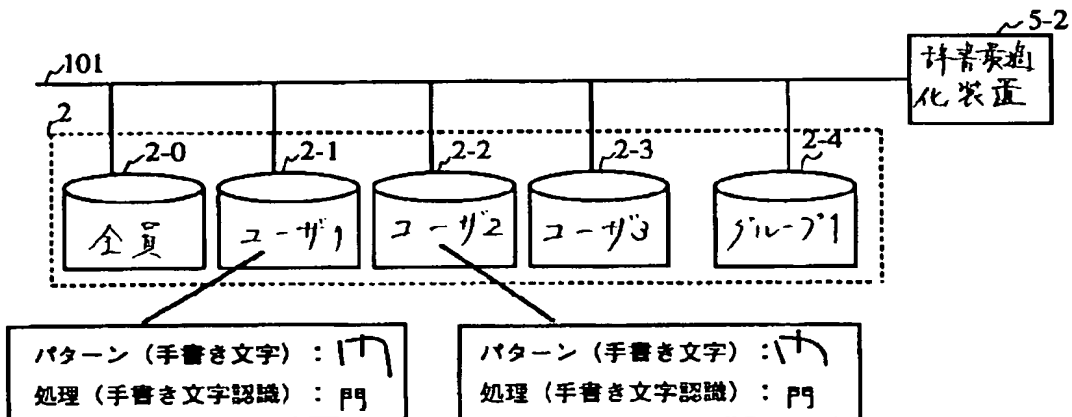 5-2
101
辞書最適
化装置
2
2-0
2-1
2-2
2-3
2-4
全員
ユーザ1
ユーザ2
ユーザ3
グループ1
パターン（手書き文字）：
処理（手書き文字認識）：門
パターン（手書き文字）：
処理（手書き文字認識）：門